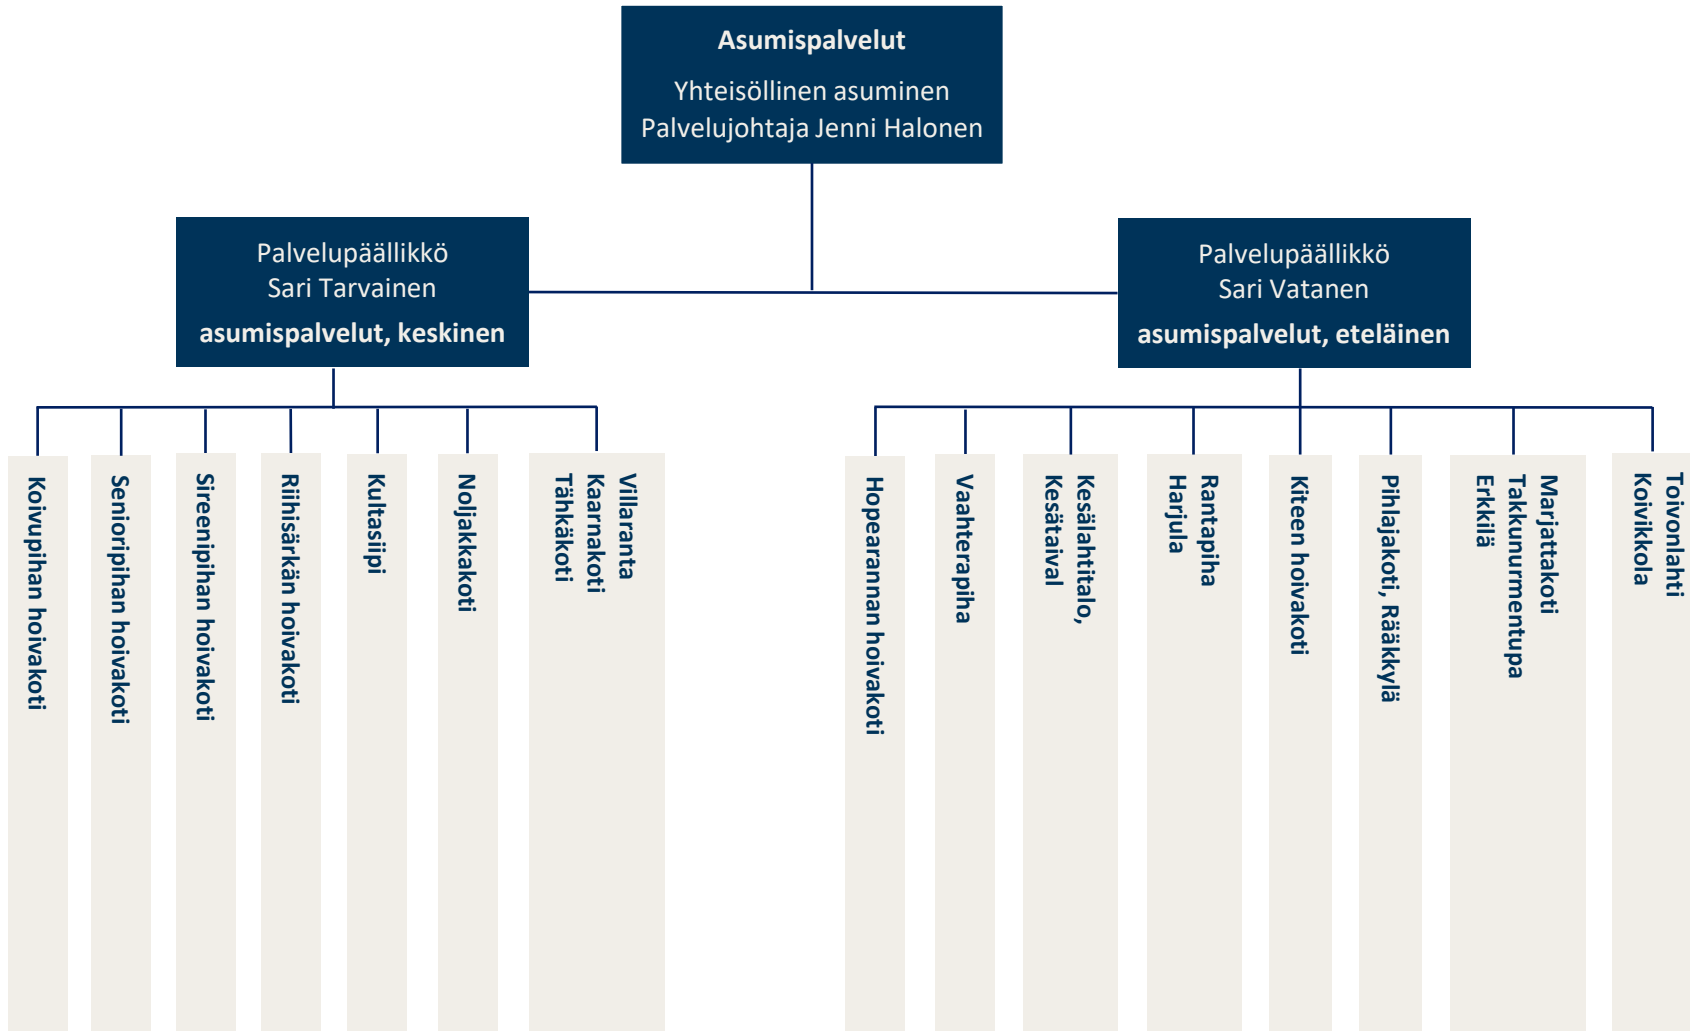 Asumispalvelut
Yhteisöllinen asuminen
Palvelujohtaja Jenni Halonen
Palvelupäällikkö
Sari Tarvainen
asumispalvelut, keskinen
Palvelupäällikkö
Sari Vatanen
asumispalvelut, eteläinen
Koivupihan hoivakoti
Senioripihan hoivakoti
Sireenipihan hoivakoti
Riihisärkän hoivakoti
Kultasiipi
Noljakkakoti
Villaranta
Kaarnakoti
Tähkäkoti
Hopearannan hoivakoti
Vaahterapiha
Kesälahtitalo,
Kesätaival
Rantapiha
Harjula
Kiteen hoivakoti
Pihlajakoti, Rääkkylä
Marjattakoti
Takkunurmentupa
Erkkilä
Toivonlahti
Koivikkola